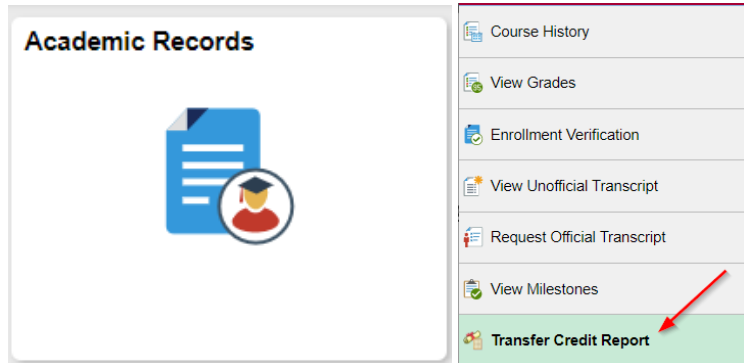 Academic Records
Course History
View Grades
Enrollment Verification
View Unofficial Transcript
Request Official Transcript
View Milestones
Transfer Credit Report